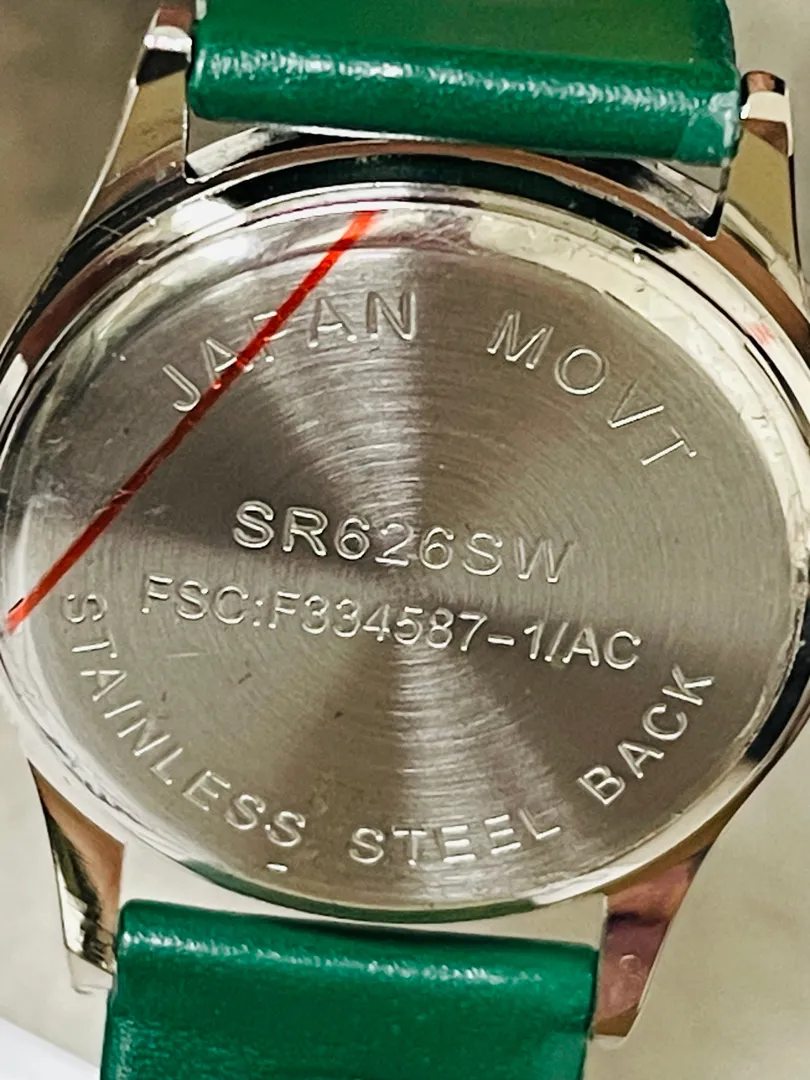 JAPAN MOVT
SR626SW
FSC:F334587-1/AC
STAINLESS STEEL BACK